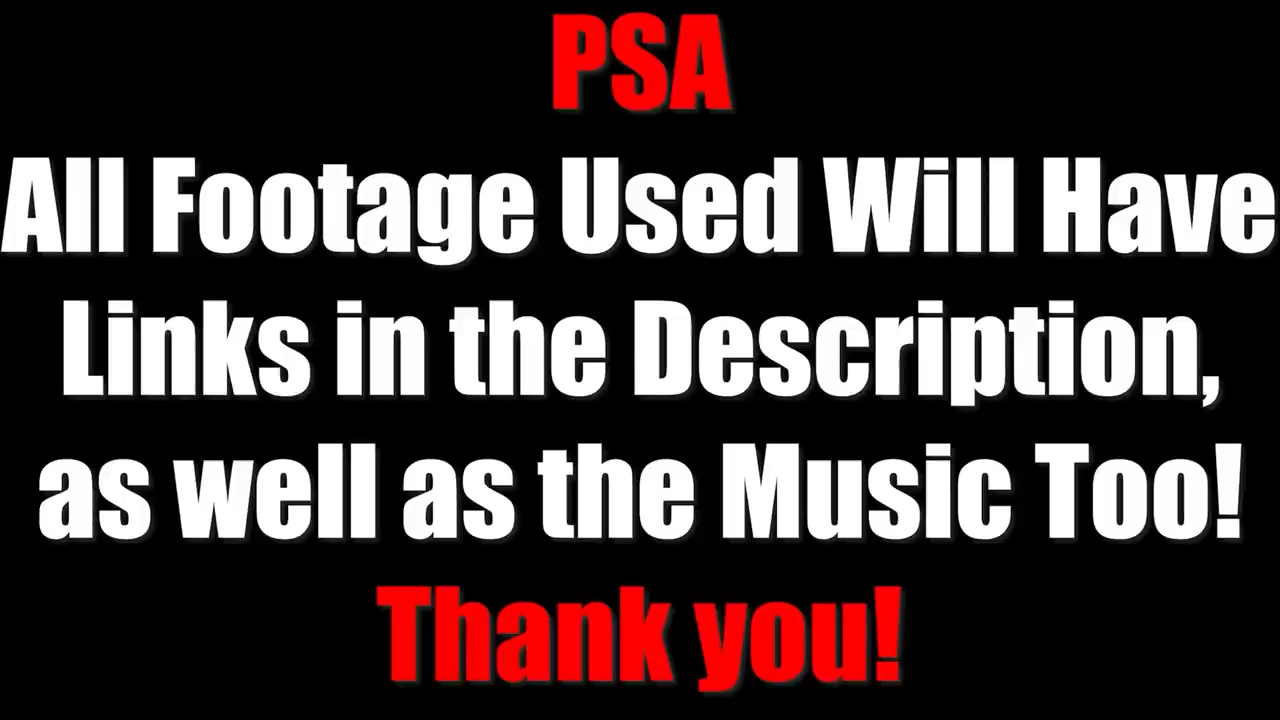 PSA
All Footage Used Will Have
Links in the Description,
as well as the Music Too!
Thank you!